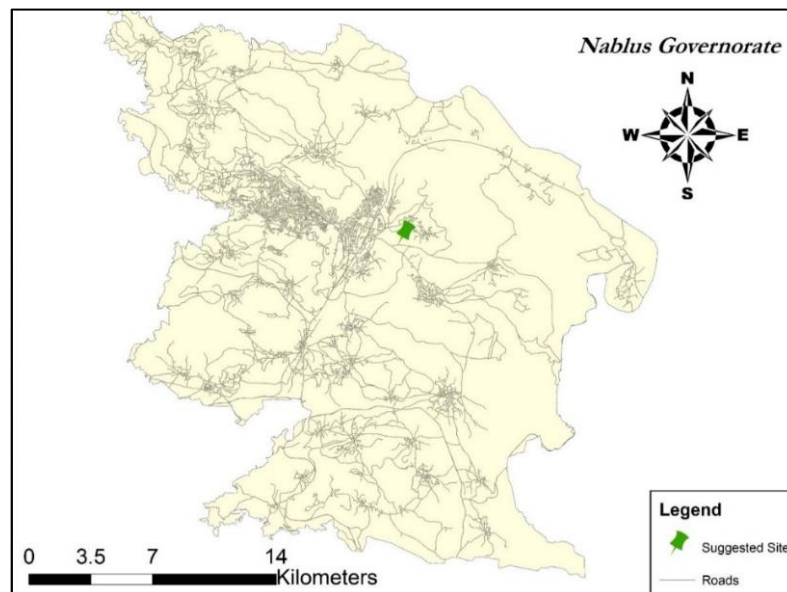 Nablus Governorate
N
W E
S
Legend
Suggested Site
Roads
0 3.5 7 14
Kilometers